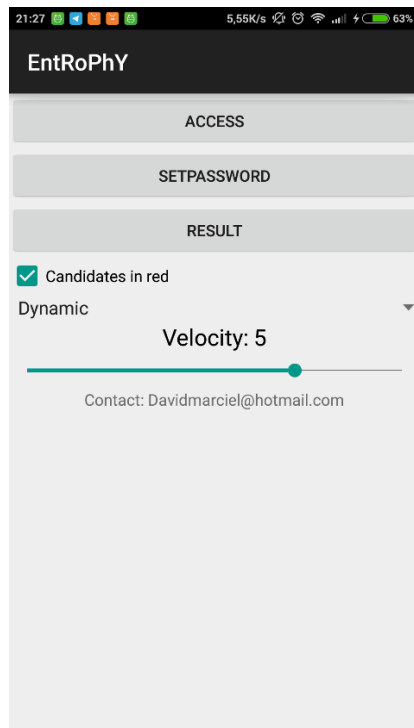 21:27 5,55K/s 63%
EntRoPhY
ACCESS
SETPASSWORD
RESULT
Candidates in red
Dynamic
Velocity: 5
Contact: Davidmarciel@hotmail.com